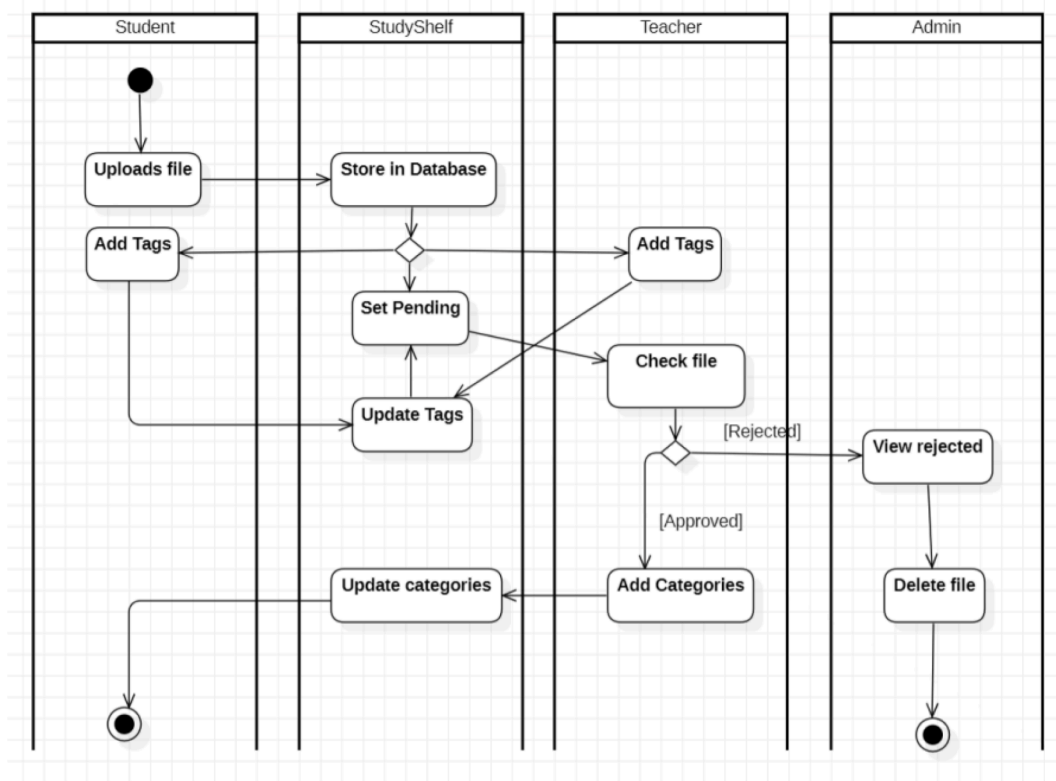 Student
StudyShelf
Teacher
Admin
Uploads file
Store in Database
Add Tags
Add Tags
Set Pending
Check file
Update Tags
[Rejected]
View rejected
[Approved]
Update categories
Add Categories
Delete file